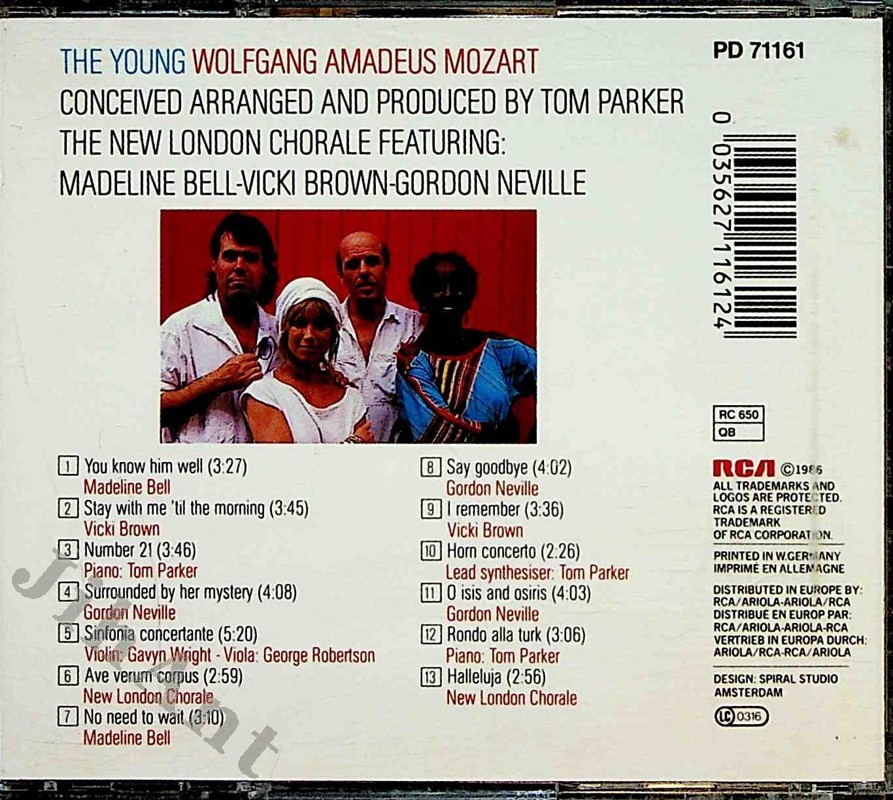 THE YOUNG WOLFGANG AMADEUS MOZART
CONCEIVED ARRANGED AND PRODUCED BY TOM PARKER
THE NEW LONDON CHORALE FEATURING:
MADELINE BELL-VICKI BROWN-GORDON NEVILLE
1 You know him well (3:27)
Madeline Bell
2 Stay with me 'til the morning (3:45)
Vicki Brown
3 Number 21 (3:46)
Piano: Tom Parker
4 Surrounded by her mystery (4:08)
Gordon Neville
5 Sinfonia concertante (5:20)
Violin: Gavyn Wright - Viola: George Robertson
6 Ave verum corpus (2:59)
New London Chorale
7 No need to wait (3:10)
Madeline Bell
8 Say goodbye (4:02)
Gordon Neville
9 I remember (3:36)
Vicki Brown
10 Horn concerto (2:26)
Lead synthesiser: Tom Parker
11 O isis and osiris (4:03)
Gordon Neville
12 Rondo alla turk (3:06)
Piano: Tom Parker
13 Halleluja (2:56)
New London Chorale
PD 71161
0 035627 116124
RC 650
QB
RCA ©1986
ALL TRADEMARKS AND
LOGOS ARE PROTECTED.
RCA IS A REGISTERED
TRADEMARK
OF RCA CORPORATION.
PRINTED IN W.GERMANY
IMPRIMÉ EN ALLEMAGNE
DISTRIBUTED IN EUROPE BY:
RCA/ARIOLA-ARIOLA/RCA
DISTRIBUÉ EN EUROP PAR:
RCA/ARIOLA-ARIOLA-RCA
VERTRIEB IN EUROPA DURCH:
ARIOLA/RCA-RCA/ARIOLA
DESIGN: SPIRAL STUDIO
AMSTERDAM
LC 0316
JhhAnt